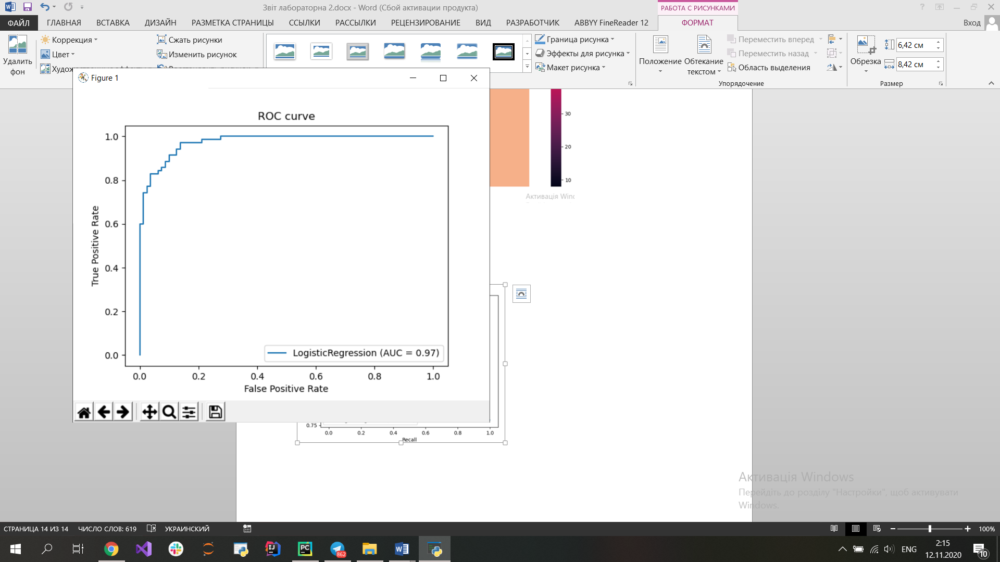 Звіт лабораторна 2.docx - Word (Сбой активации продукта)
РАБОТА С РИСУНКАМИ
ФАЙЛ ГЛАВНАЯ ВСТАВКА ДИЗАЙН РАЗМЕТКА СТРАНИЦЫ ССЫЛКИ РАССЫЛКИ РЕЦЕНЗИРОВАНИЕ ВИД РАЗРАБОТЧИК ABBYY FineReader 12 ФОРМАТ Вход
Удалить фон
Коррекция
Цвет
Сжать рисунки
Изменить рисунок
Граница рисунка
Эффекты для рисунка
Макет рисунка
Положение
Обтекание текстом
Переместить вперед
Переместить назад
Область выделения
Упорядочение
Обрезка
6,42 см
8,42 см
Размер
Figure 1
ROC curve
1.0
0.8
0.6
0.4
0.2
0.0
True Positive Rate
LogisticRegression (AUC = 0.97)
0.0 0.2 0.4 0.6 0.8 1.0
False Positive Rate
30
20
10
Активація Wind
0.75
0.0 0.2 0.4 0.6 0.8 1.0
Recall
Активація Windows
Перейдіть до розділу "Настройки", щоб активувати
Windows.
СТРАНИЦА 14 ИЗ 14 ЧИСЛО СЛОВ: 619 УКРАИНСКИЙ 100%
862
ENG
2:15
12.11.2020
10